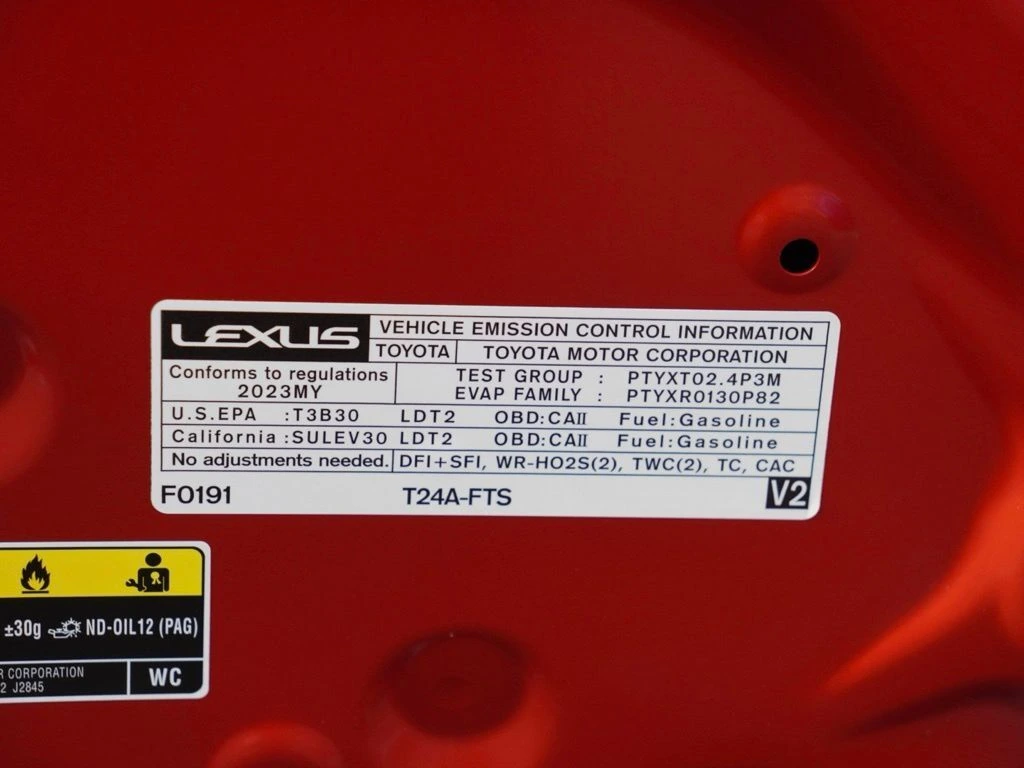 LEXUS
VEHICLE EMISSION CONTROL INFORMATION
TOYOTA
TOYOTA MOTOR CORPORATION
Conforms to regulations
2023MY
TEST GROUP : PTYXT02.4P3M
EVAP FAMILY : PTYXR0130P82
U.S.EPA :T3B30 LDT2 OBD:CAII Fuel:Gasoline
California :SULEV30 LDT2 OBD:CAII Fuel:Gasoline
No adjustments needed. DFI+SFI, WR-HO2S(2), TWC(2), TC, CAC
F0191 T24A-FTS V2
±30g ND-OIL12 (PAG)
R CORPORATION
2 J2845
WC